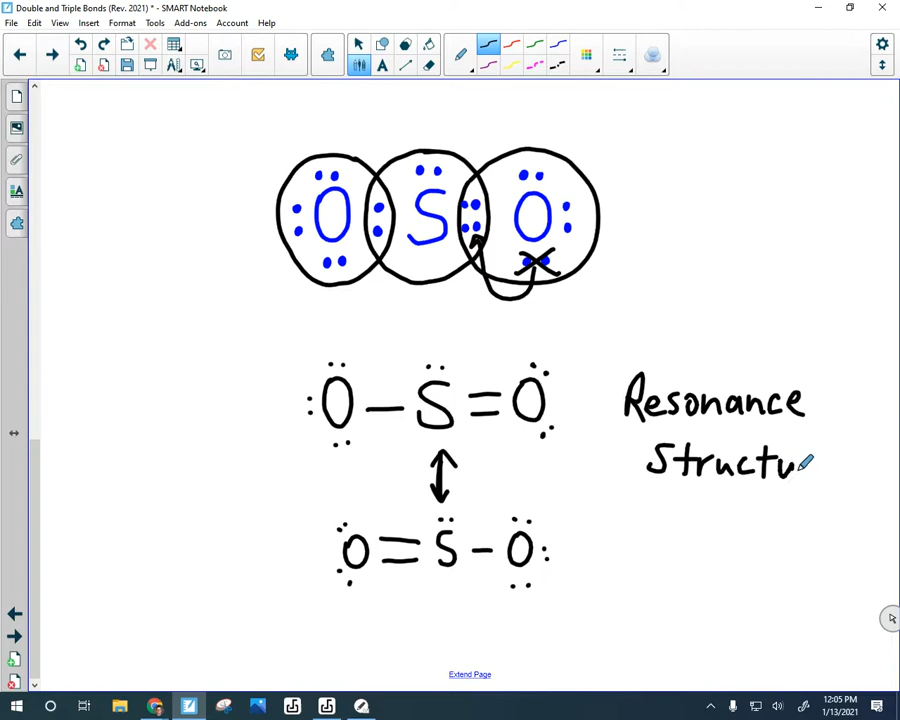 Double and Triple Bonds (Rev. 2021) * - SMART Notebook
File Edit View Insert Format Tools Add-ons Account Help
O S O
O — S = O
Resonance
Structu
O = S - O
Extend Page
12:05 PM
1/13/2021